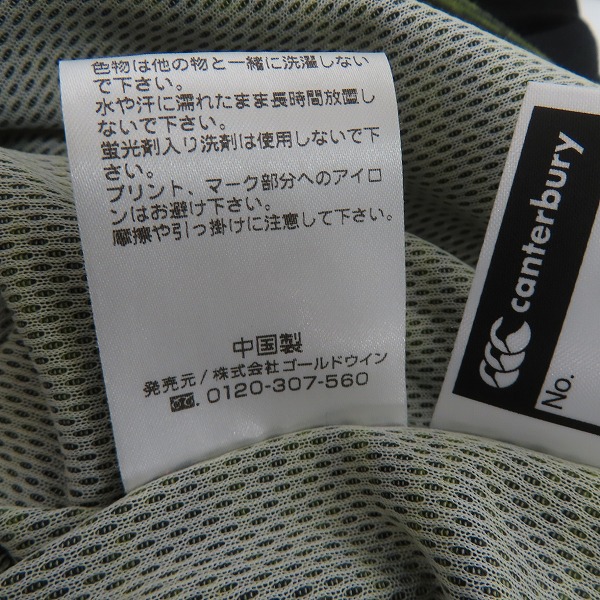 色物は他の物と一緒に洗濯しない
で下さい。
水や汗に濡れたまま長時間放置し
ないで下さい。
蛍光剤入り洗剤は使用しないで下
さい。
プリント、マーク部分へのアイロ
ンはお避け下さい。
摩擦や引っ掛けに注意して下さい。
中国製
発売元/株式会社ゴールドウイン
0120-307-560
canterbury
No.